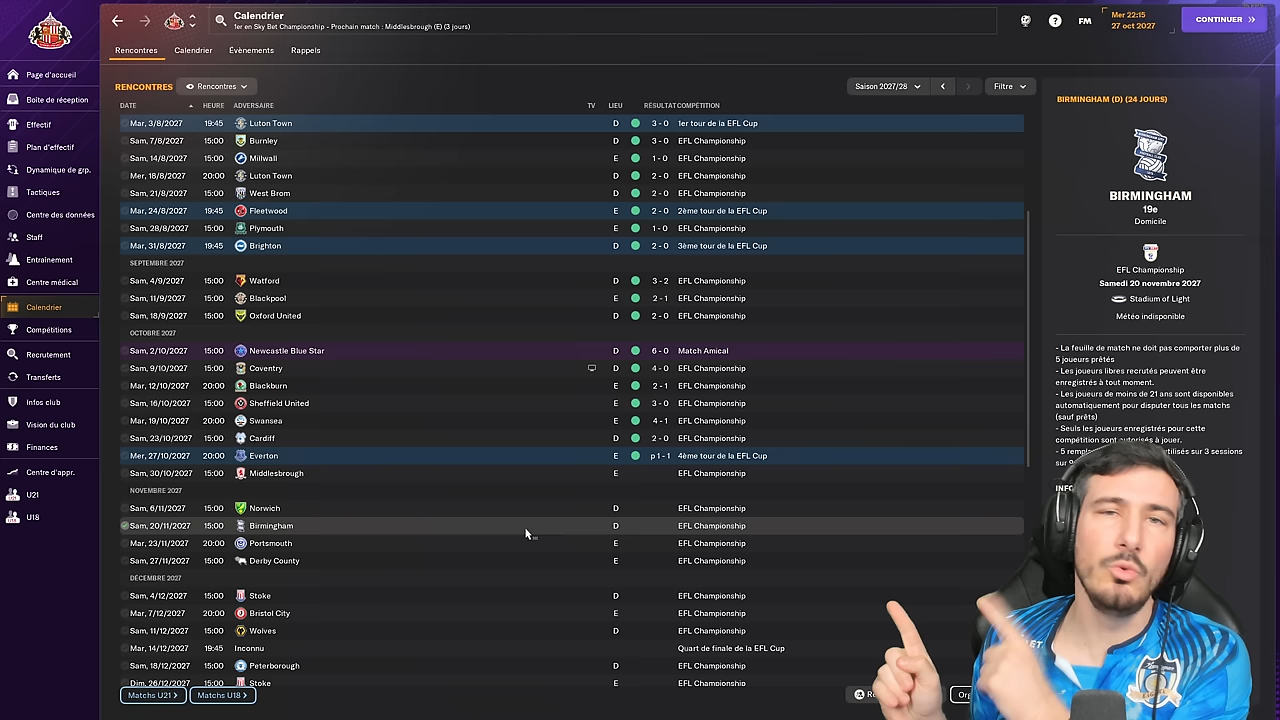 Calendrier
1er en Sky Bet Championship - Prochain match : Middlesbrough (E) (3 jours)
FM
Mer 22:15
27 oct 2027
CONTINUER
Rencontres Calendrier Évènements Rappels
Page d'accueil
Boîte de réception
Effectif
Plan d'effectif
Dynamique de grp.
Tactiques
Centre des données
Staff
Entraînement
Centre médical
Calendrier
Compétitions
Recrutement
Transferts
Infos club
Vision du club
Finances
Centre d'appr.
U21
U18
RENCONTRES Rencontres
Saison 2027/28 Filtre
DATE HEURE ADVERSAIRE TV LIEU RÉSULTAT COMPÉTITION
Mar, 3/8/2027 19:45 Luton Town D 3 - 0 1er tour de la EFL Cup
Sam, 7/8/2027 15:00 Burnley D 3 - 0 EFL Championship
Sam, 14/8/2027 15:00 Millwall E 1 - 0 EFL Championship
Mer, 18/8/2027 20:00 Luton Town D 2 - 0 EFL Championship
Sam, 21/8/2027 15:00 West Brom D 2 - 0 EFL Championship
Mar, 24/8/2027 19:45 Fleetwood E 2 - 0 2ème tour de la EFL Cup
Sam, 28/8/2027 15:00 Plymouth E 1 - 0 EFL Championship
Mar, 31/8/2027 19:45 Brighton D 2 - 0 3ème tour de la EFL Cup
SEPTEMBRE 2027
Sam, 4/9/2027 15:00 Watford D 3 - 2 EFL Championship
Sam, 11/9/2027 15:00 Blackpool E 2 - 1 EFL Championship
Sam, 18/9/2027 15:00 Oxford United D 2 - 0 EFL Championship
OCTOBRE 2027
Sam, 2/10/2027 15:00 Newcastle Blue Star D 6 - 0 Match Amical
Sam, 9/10/2027 15:00 Coventry D 4 - 0 EFL Championship
Mar, 12/10/2027 20:00 Blackburn E 2 - 1 EFL Championship
Sam, 16/10/2027 15:00 Sheffield United E 3 - 0 EFL Championship
Mar, 19/10/2027 20:00 Swansea E 4 - 1 EFL Championship
Sam, 23/10/2027 15:00 Cardiff D 2 - 0 EFL Championship
Mer, 27/10/2027 20:00 Everton E p 1 - 1 4ème tour de la EFL Cup
Sam, 30/10/2027 15:00 Middlesbrough E EFL Championship
NOVEMBRE 2027
Sam, 6/11/2027 15:00 Norwich D EFL Championship
Sam, 20/11/2027 15:00 Birmingham D EFL Championship
Mar, 23/11/2027 20:00 Portsmouth E EFL Championship
Sam, 27/11/2027 15:00 Derby County E EFL Championship
DÉCEMBRE 2027
Sam, 4/12/2027 15:00 Stoke D EFL Championship
Mar, 7/12/2027 20:00 Bristol City E EFL Championship
Sam, 11/12/2027 15:00 Wolves D EFL Championship
Mar, 14/12/2027 19:45 Inconnu Quart de finale de la EFL Cup
Sam, 18/12/2027 15:00 Peterborough D EFL Championship
Dim, 26/12/2027 15:00 Stoke E EFL Championship
Matchs U21 Matchs U18
BIRMINGHAM (D) (24 JOURS)
BIRMINGHAM
19e
Domicile
EFL Championship
Samedi 20 novembre 2027
Stadium of Light
Météo indisponible
- La feuille de match ne doit pas comporter plus de
5 joueurs prêtés
- Les joueurs libres recrutés peuvent être
enregistrés à tout moment.
- Les joueurs de moins de 21 ans sont disponibles
automatiquement pour disputer tous les matchs
(sauf prêts)
- Seuls les joueurs enregistrés pour cette
compétition sont autorisés à jouer.
sur 3 sessions